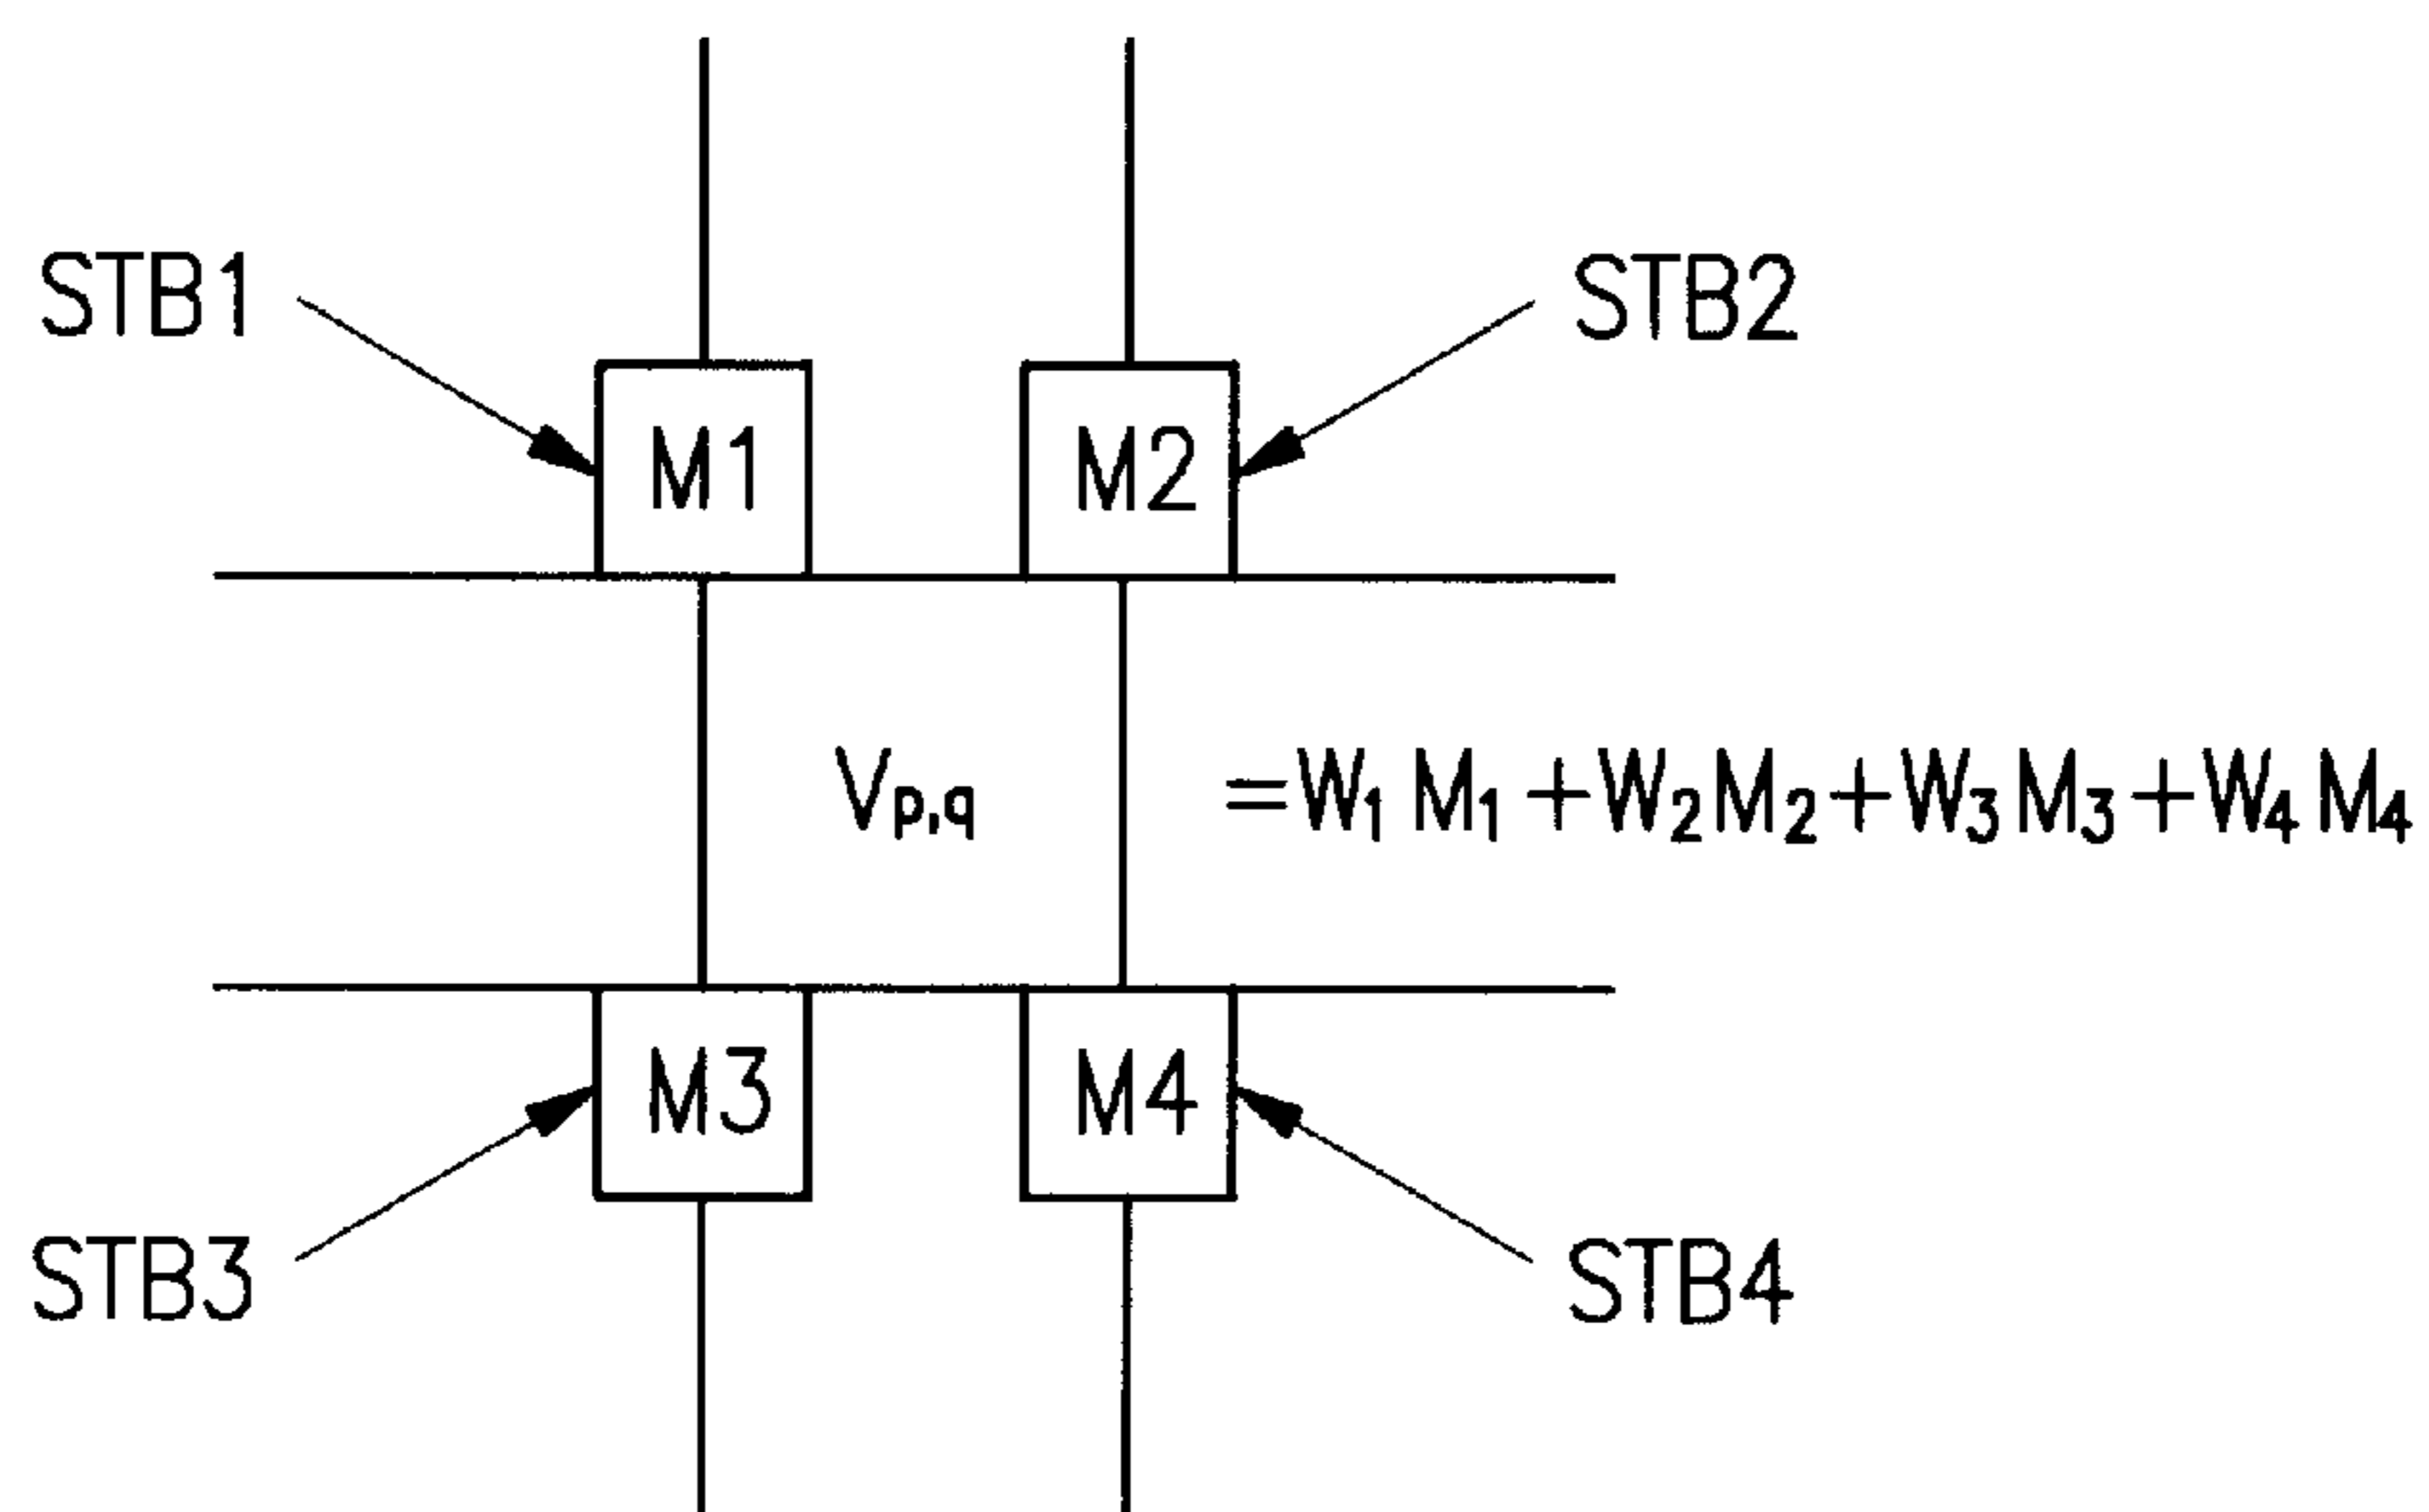 STB1 STB2
M1 M2
Vp,q =W1 M1 +W2 M2 +W3 M3 +W4 M4
M3 M4
STB3 STB4